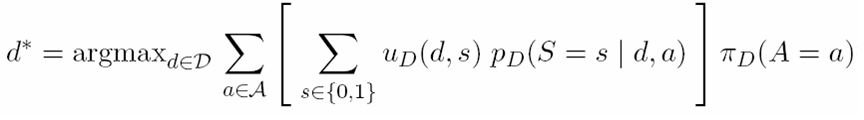 d* = argmax_{d∈𝒟} ∑_{a∈𝒜} [ ∑_{s∈{0,1}} u_D(d, s) p_D(S = s | d, a) ] π_D(A = a)